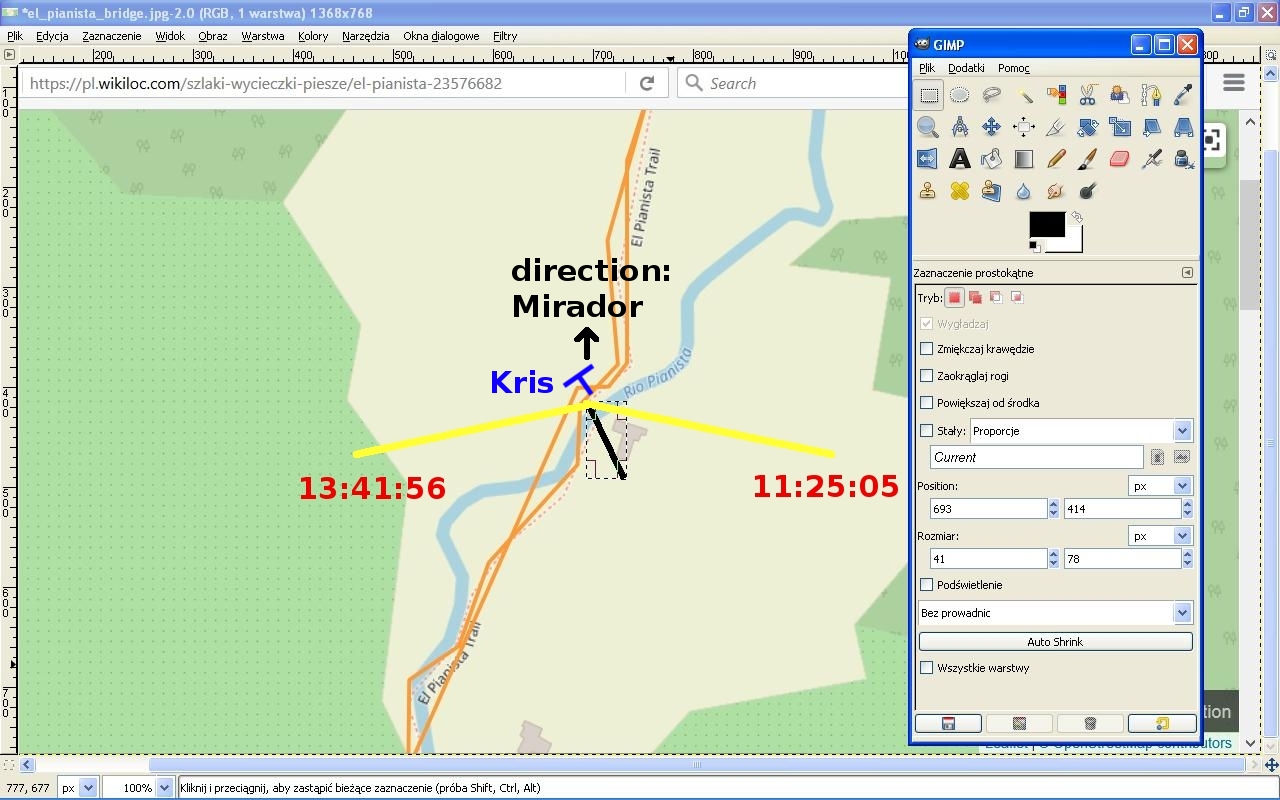 *el_pianista_bridge.jpg-2.0 (RGB, 1 warstwa) 1368x768
Plik Edycja Zaznaczenie Widok Obraz Warstwa Kolory Narzędzia Okna dialogowe Filtry
200 300 400 500 600 700 800 900
https://pl.wikiloc.com/szlaki-wycieczki-piesze/el-pianista-23576682
Search
El Pianista Trail
direction:
Mirador
Kris
Rio Pianista
13:41:56
11:25:05
El Pianista Trail
GIMP
Plik Dodatki Pomoc
Zaznaczenie prostokątne
Tryb:
Wygładzaj
Zmiękczaj krawędzie
Zaokrąglaj rogi
Powiększaj od środka
Stały: Proporcje
Current
Position: px
693 414
Rozmiar: px
41 78
Podświetlenie
Bez prowadnic
Auto Shrink
Wszystkie warstwy
tion
OpenStreetMap contributors
777, 677 px 100% Kliknij i przeciągnij, aby zastąpić bieżące zaznaczenie (próba Shift, Ctrl, Alt)